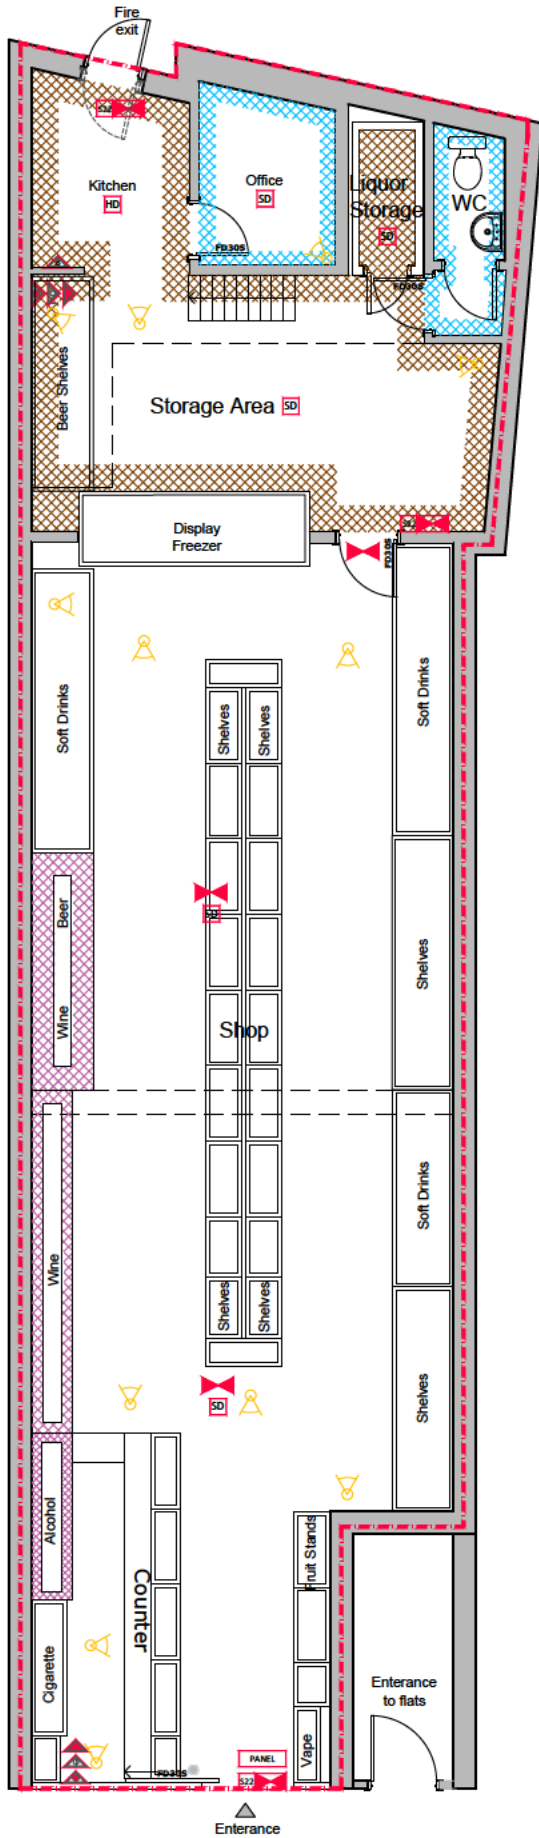 Fire
exit
S22
Kitchen
HD
Office
SD
Liquor
Storage
SD
WC
FD30S
FD30S
Beer Shelves
Storage Area
SD
Display
Freezer
FD30S
Soft Drinks
Soft Drinks
Shelves
Shelves
Beer
Wine
SD
Shelves
Shop
Wine
Soft Drinks
Shelves
Shelves
Shelves
SD
Alcohol
Counter
Fruit Stands
Cigarette
Vape
Enterance
to flats
PANEL
FD30S
S22
Enterance